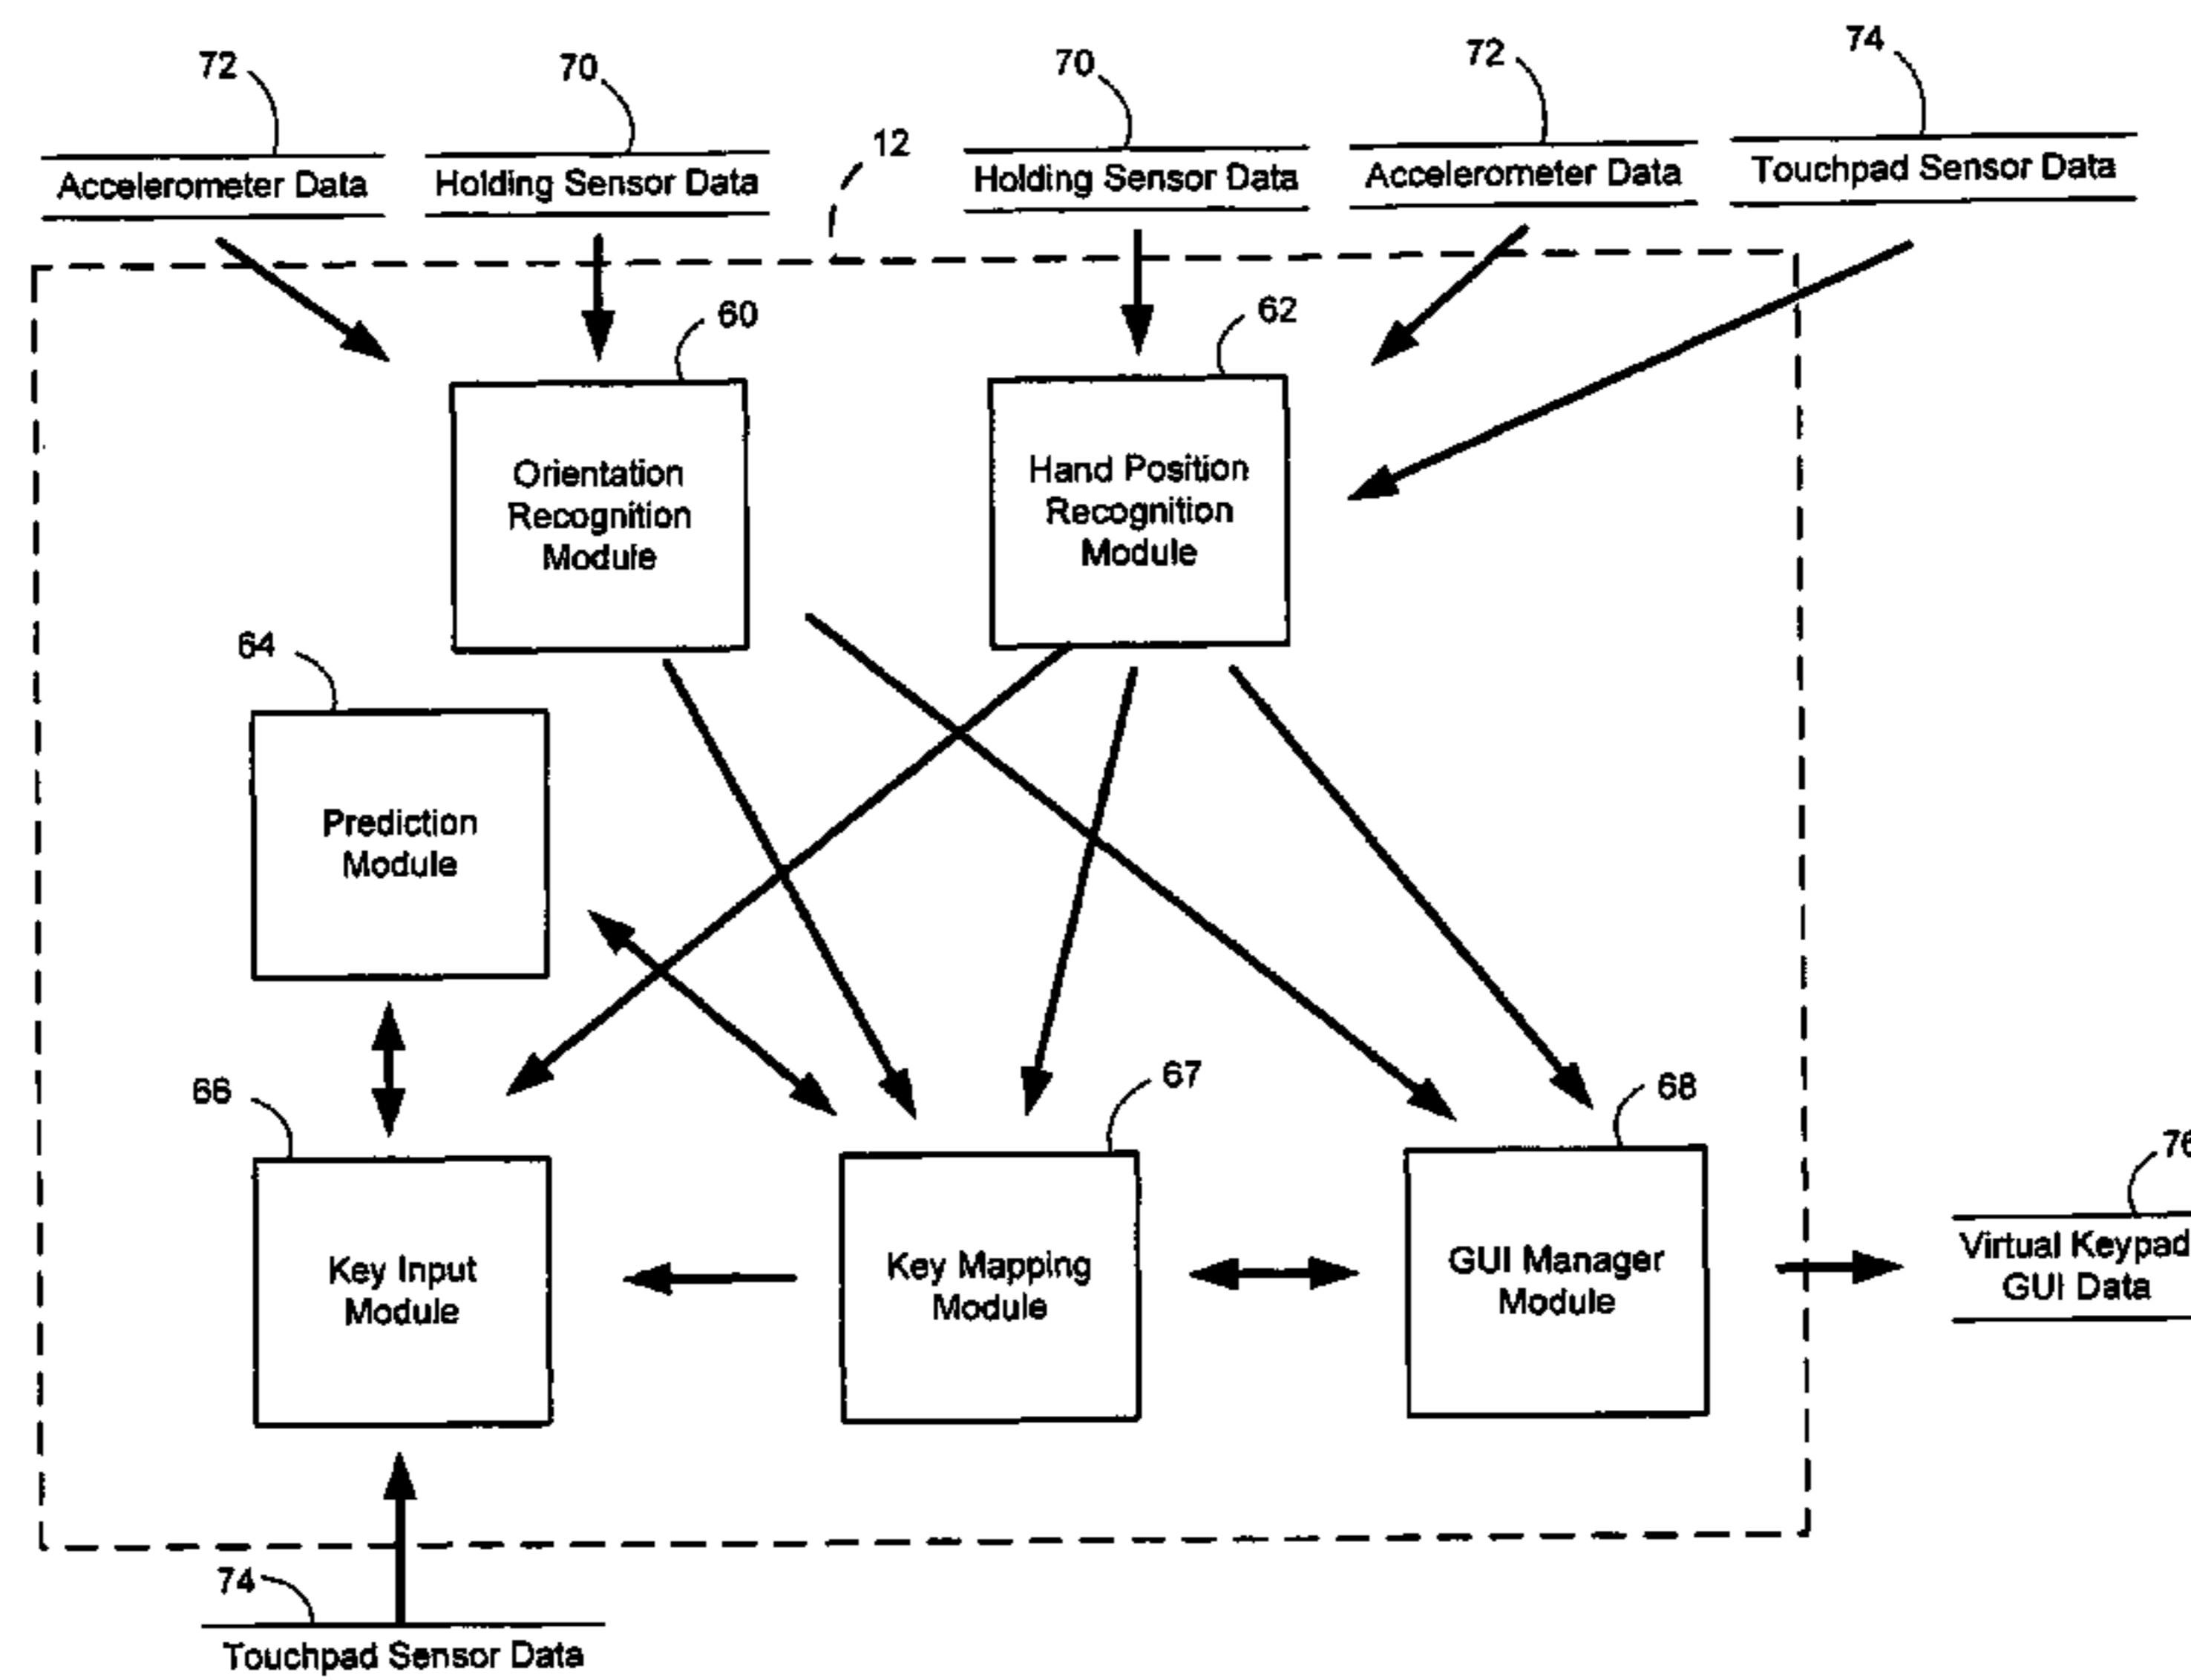 72
70
70
72
74
12
Accelerometer Data
Holding Sensor Data
Holding Sensor Data
Accelerometer Data
Touchpad Sensor Data
60
62
Orientation
Recognition
Module
Hand Position
Recognition
Module
64
Prediction
Module
66
67
68
76
Key Input
Module
Key Mapping
Module
GUI Manager
Module
Virtual Keypad
GUI Data
74
Touchpad Sensor Data